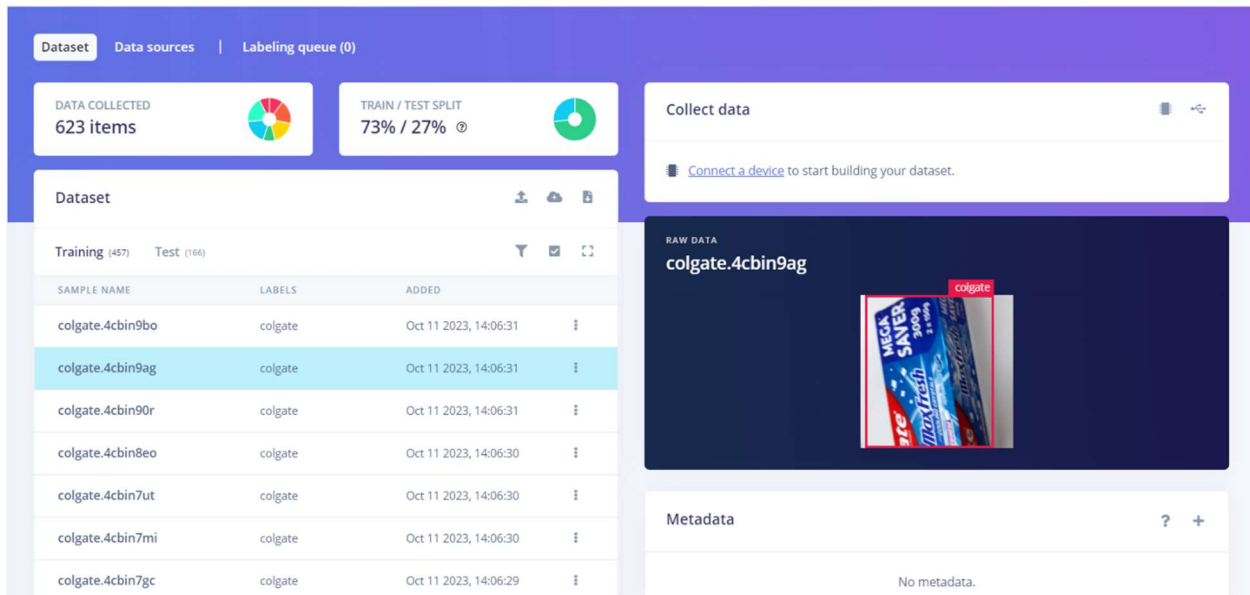 Dataset Data sources | Labeling queue (0)
DATA COLLECTED
623 items
TRAIN / TEST SPLIT
73% / 27%
Collect data
Connect a device to start building your dataset.
Dataset
Training (457) Test (166)
SAMPLE NAME LABELS ADDED
colgate.4cbin9bo colgate Oct 11 2023, 14:06:31
colgate.4cbin9ag colgate Oct 11 2023, 14:06:31
colgate.4cbin90r colgate Oct 11 2023, 14:06:31
colgate.4cbin8eo colgate Oct 11 2023, 14:06:30
colgate.4cbin7ut colgate Oct 11 2023, 14:06:30
colgate.4cbin7mi colgate Oct 11 2023, 14:06:30
colgate.4cbin7gc colgate Oct 11 2023, 14:06:29
RAW DATA
colgate.4cbin9ag
colgate
MEGA
SAVER
300g
2 x 150g
ate
Maxfresh
Metadata ?
No metadata.